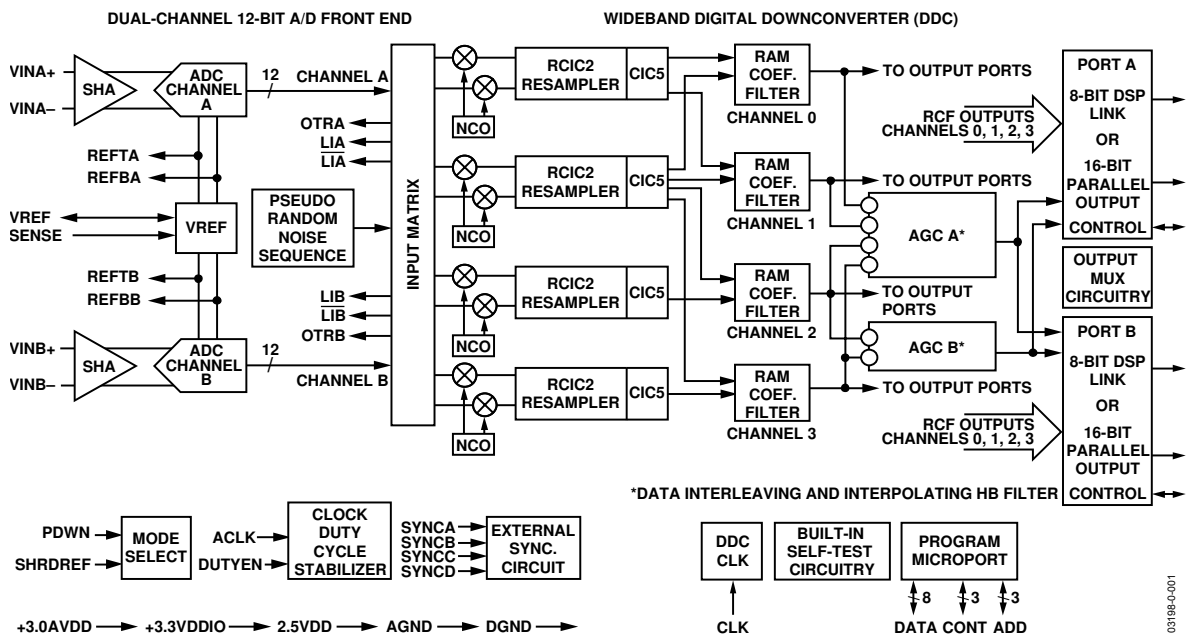 DUAL-CHANNEL 12-BIT A/D FRONT END
WIDEBAND DIGITAL DOWNCONVERTER (DDC)
VINA+
VINA–
SHA
ADC
CHANNEL
A
12
CHANNEL A
OTRA
LIA
LIA
REFTA
REFBA
VREF
SENSE
VREF
PSEUDO
RANDOM
NOISE
SEQUENCE
REFTB
REFBB
LIB
LIB
OTRB
VINB+
VINB–
SHA
ADC
CHANNEL
B
12
CHANNEL B
INPUT MATRIX
NCO
NCO
NCO
NCO
RCIC2
RESAMPLER
CIC5
RCIC2
RESAMPLER
CIC5
RCIC2
RESAMPLER
CIC5
RCIC2
RESAMPLER
CIC5
RAM
COEF.
FILTER
CHANNEL 0
RAM
COEF.
FILTER
CHANNEL 1
RAM
COEF.
FILTER
CHANNEL 2
RAM
COEF.
FILTER
CHANNEL 3
TO OUTPUT PORTS
RCF OUTPUTS
CHANNELS 0, 1, 2, 3
TO OUTPUT PORTS
AGC A*
TO OUTPUT
PORTS
AGC B*
TO OUTPUT PORTS
RCF OUTPUTS
CHANNELS 0, 1, 2, 3
PORT A
8-BIT DSP
LINK
OR
16-BIT
PARALLEL
OUTPUT
CONTROL
OUTPUT
MUX
CIRCUITRY
PORT B
8-BIT DSP
LINK
OR
16-BIT
PARALLEL
OUTPUT
CONTROL
*DATA INTERLEAVING AND INTERPOLATING HB FILTER
PDWN
SHRDREF
MODE
SELECT
ACLK
DUTYEN
CLOCK
DUTY
CYCLE
STABILIZER
SYNCA
SYNCB
SYNCC
SYNCD
EXTERNAL
SYNC.
CIRCUIT
DDC
CLK
CLK
BUILT-IN
SELF-TEST
CIRCUITRY
PROGRAM
MICROPORT
8
3
3
DATA CONT ADD
+3.0AVDD
+3.3VDDIO
2.5VDD
AGND
DGND
03198-0-001